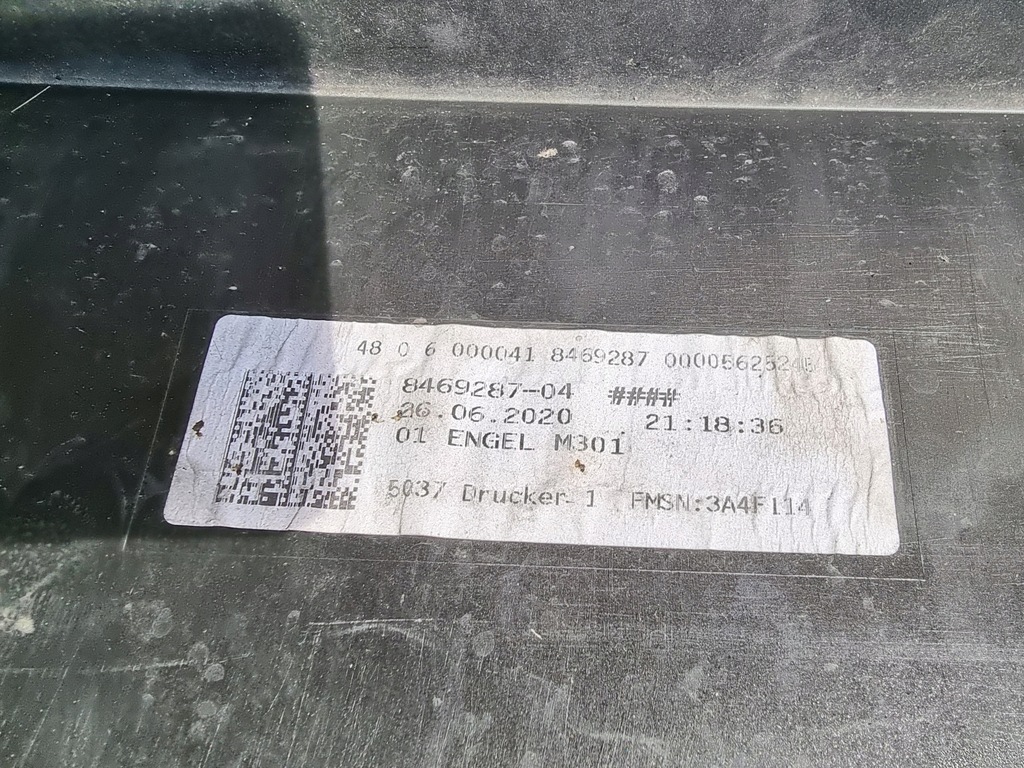 48 0 6 000041 8469287
8469287-04 ####
26.06.2020 21:18:36
01 ENGEL M301
5037 Drucker 1 FMSN:3A4F114